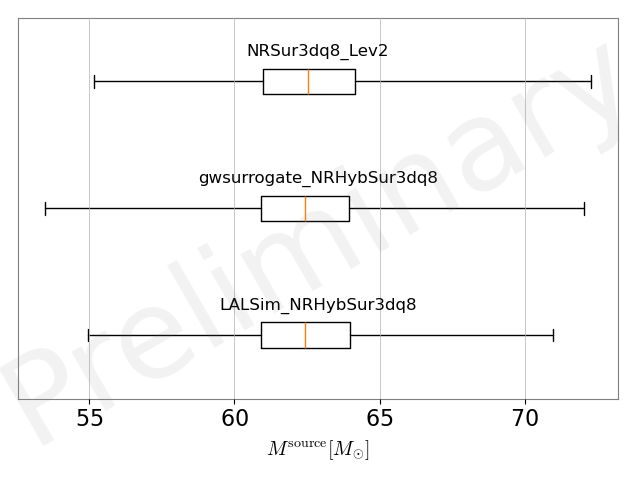 NRSur3dq8_Lev2
gwsurrogate_NRHybSur3dq8
LALSim_NRHybSur3dq8
Preliminary
55 60 65 70
M^source[M_⊙]